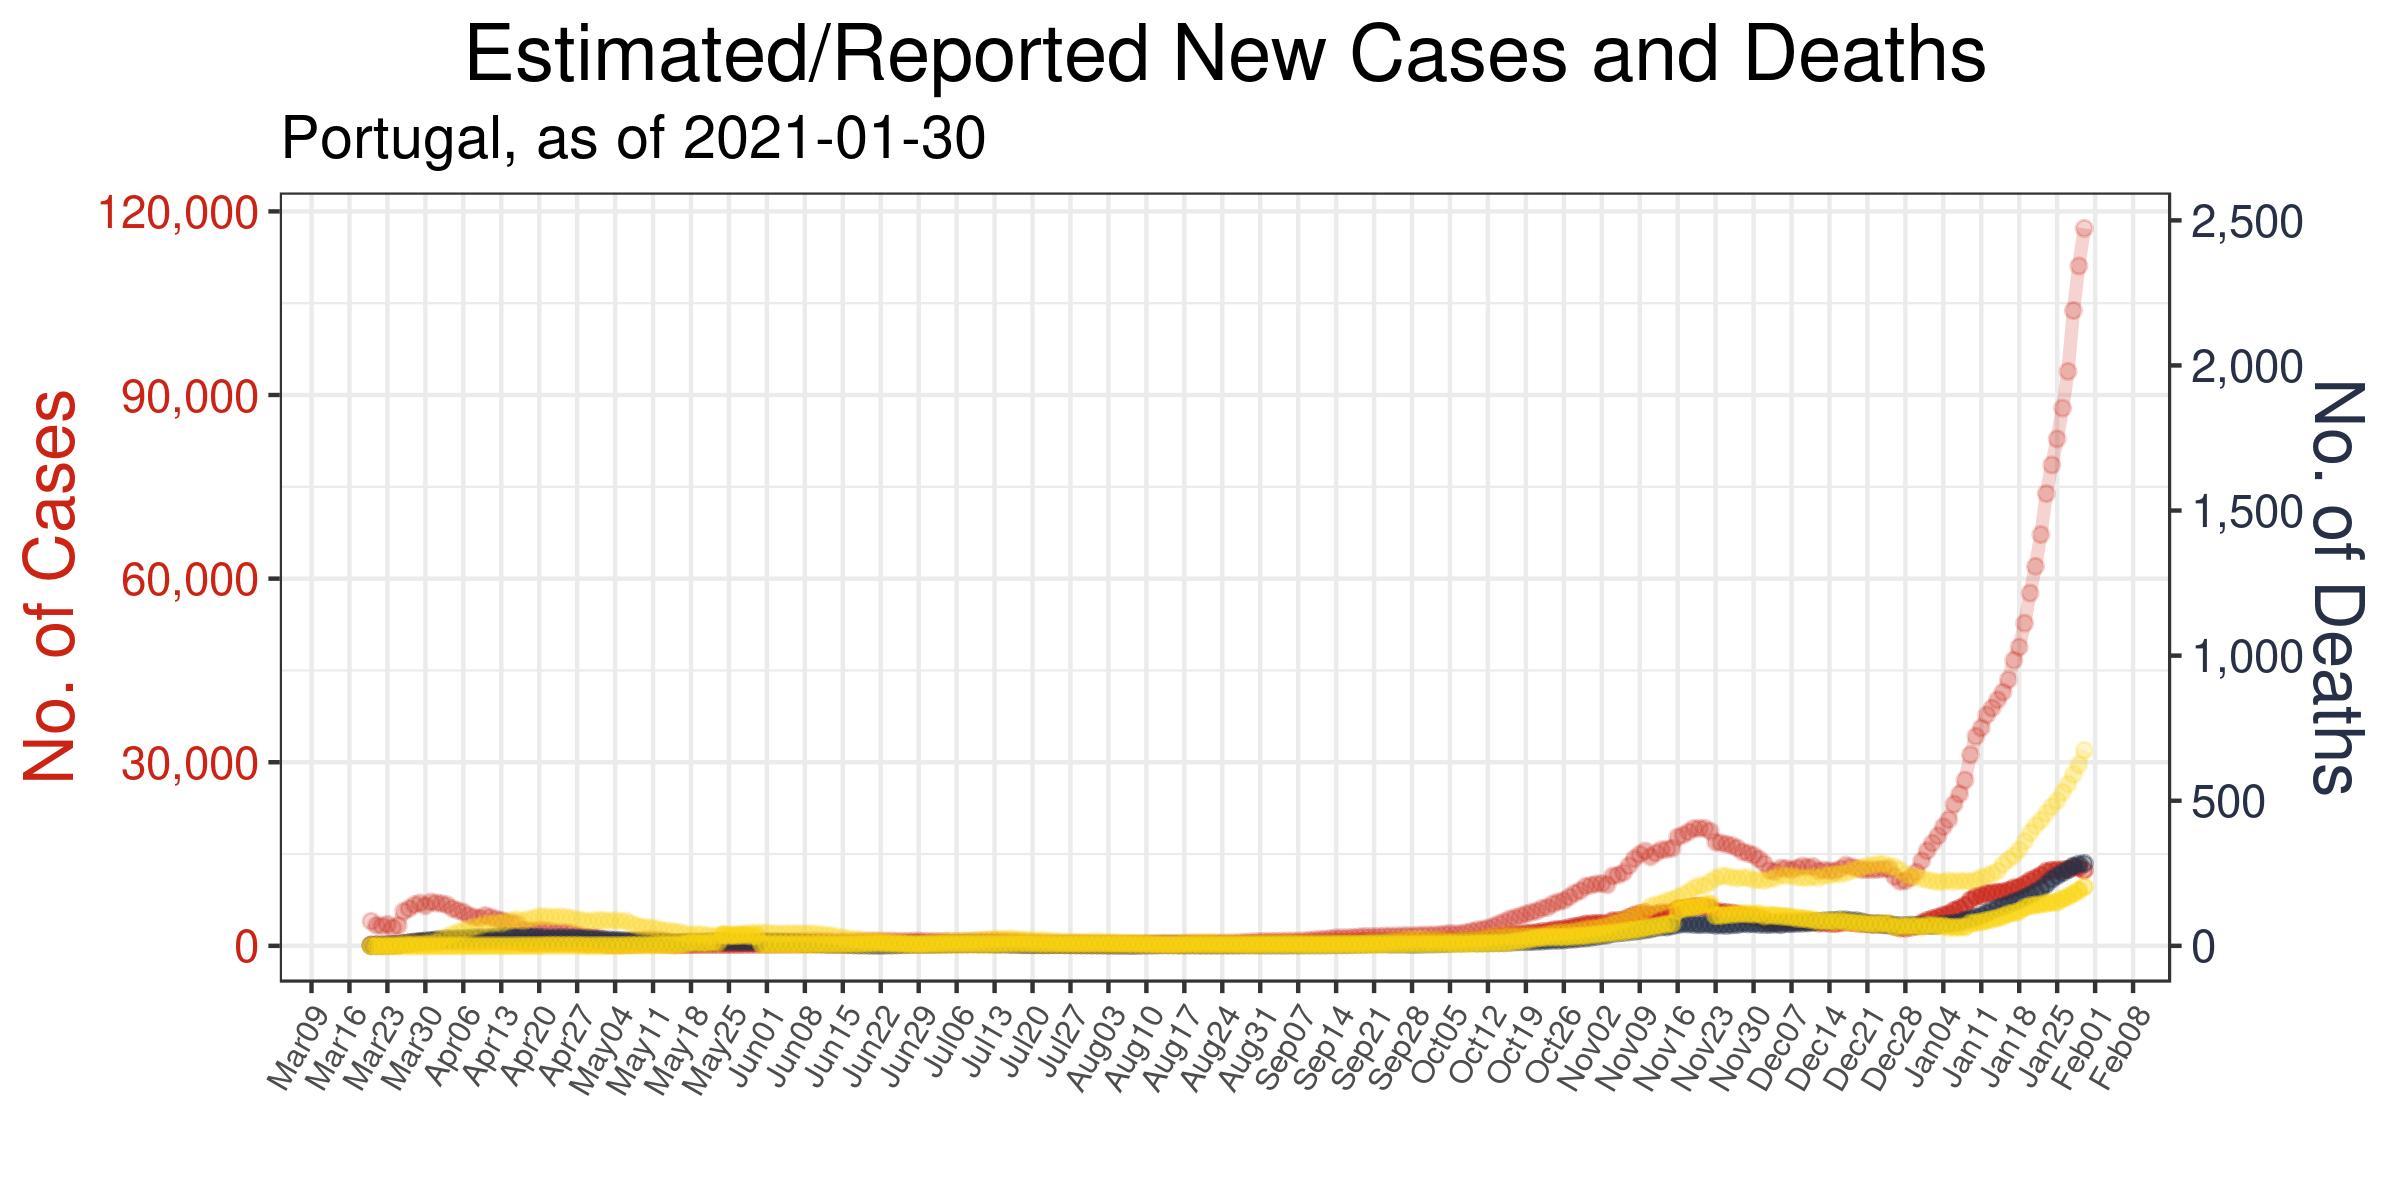 Estimated/Reported New Cases and Deaths
Portugal, as of 2021-01-30
No. of Cases
120,000
90,000
60,000
30,000
0
2,500
2,000
1,500
1,000
500
0
No. of Deaths
Mar09
Mar16
Mar23
Mar30
Apr06
Apr13
Apr20
Apr27
May04
May11
May18
May25
Jun01
Jun08
Jun15
Jun22
Jun29
Jul06
Jul13
Jul20
Jul27
Aug03
Aug10
Aug17
Aug24
Aug31
Sep07
Sep14
Sep21
Sep28
Oct05
Oct12
Oct19
Oct26
Nov02
Nov09
Nov16
Nov23
Nov30
Dec07
Dec14
Dec21
Dec28
Jan04
Jan11
Jan18
Jan25
Feb01
Feb08